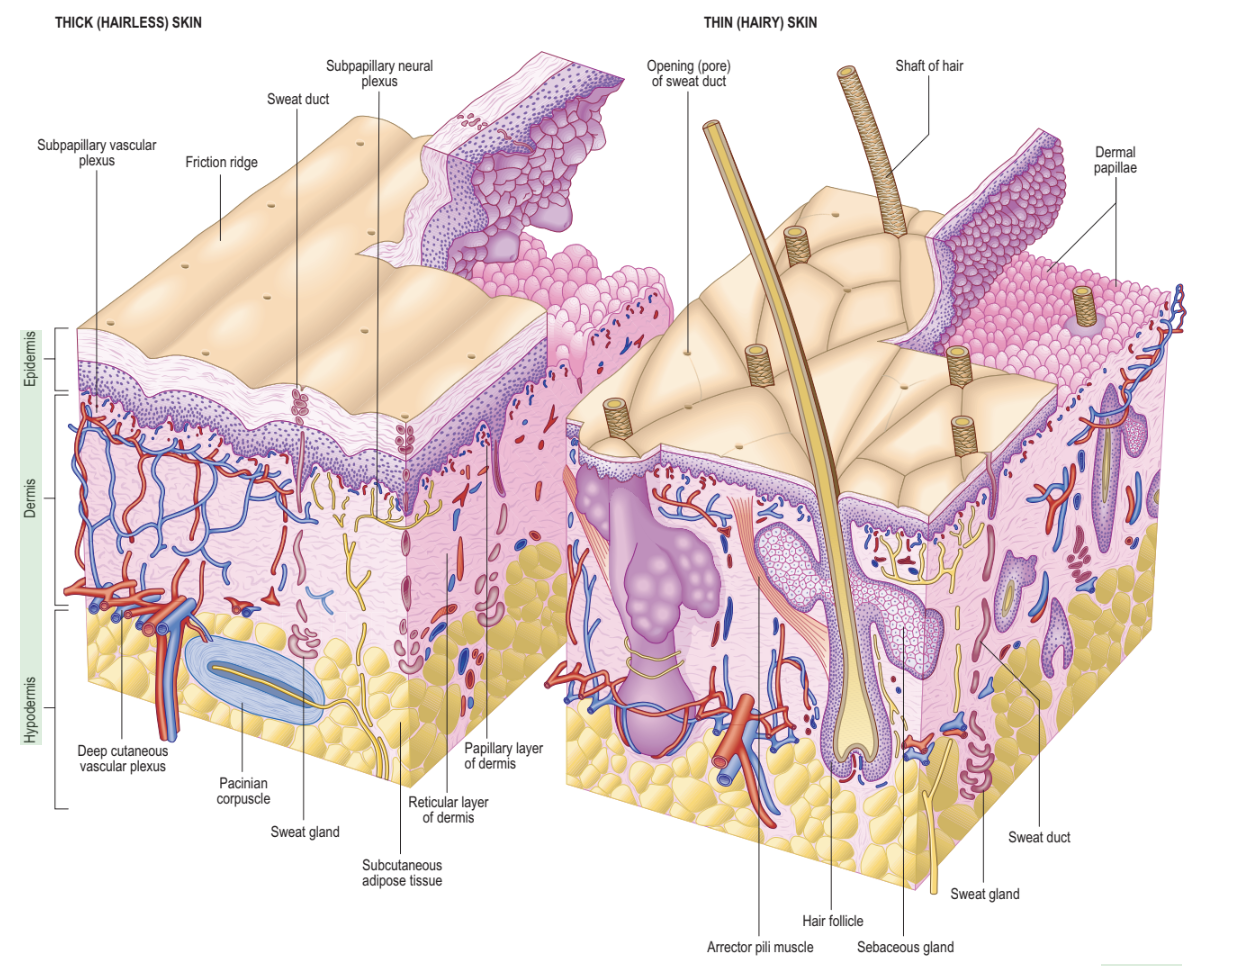 THICK (HAIRLESS) SKIN
THIN (HAIRY) SKIN
Subpapillary neural
plexus
Sweat duct
Subpapillary vascular
plexus
Friction ridge
Opening (pore)
of sweat duct
Shaft of hair
Dermal
papillae
Epidermis
Dermis
Hypodermis
Deep cutaneous
vascular plexus
Pacinian
corpuscle
Sweat gland
Subcutaneous
adipose tissue
Reticular layer
of dermis
Papillary layer
of dermis
Arrector pili muscle
Hair follicle
Sebaceous gland
Sweat gland
Sweat duct